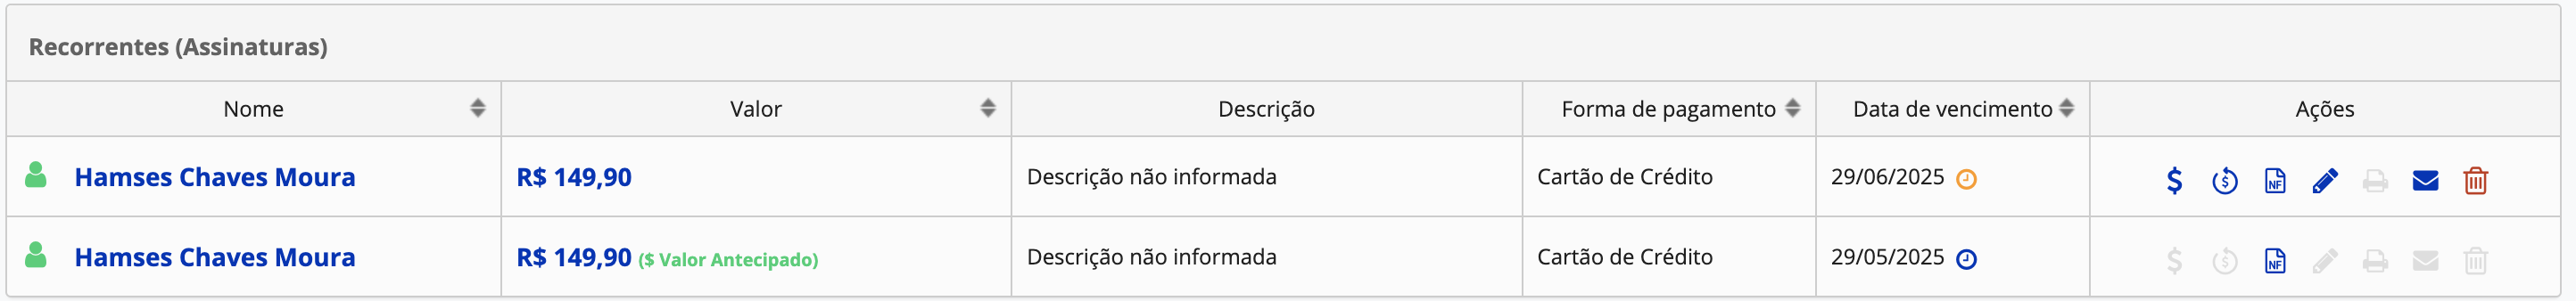 Recorrentes (Assinaturas)
Nome Valor Descrição Forma de pagamento Data de vencimento Ações
Hamses Chaves Moura R$ 149,90 Descrição não informada Cartão de Crédito 29/06/2025 $ $ NF
Hamses Chaves Moura R$ 149,90 ($ Valor Antecipado) Descrição não informada Cartão de Crédito 29/05/2025 $ $ NF